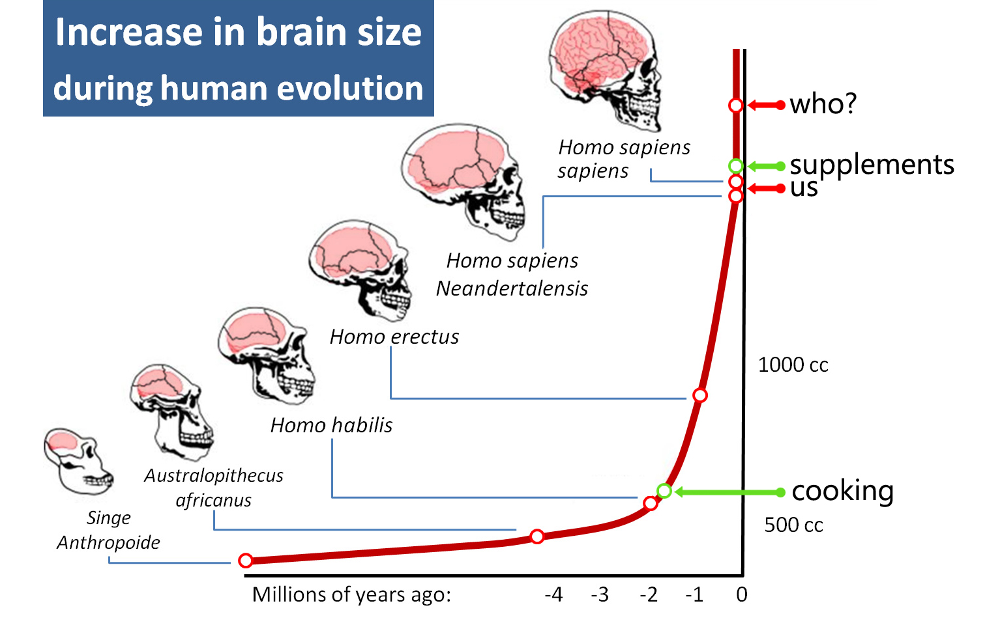 Increase in brain size
during human evolution
who?
Homo sapiens
sapiens
supplements
us
Homo sapiens
Neandertalensis
Homo erectus
1000 cc
Homo habilis
Australopithecus
africanus
cooking
Singe
Anthropoide
500 cc
Millions of years ago: -4 -3 -2 -1 0